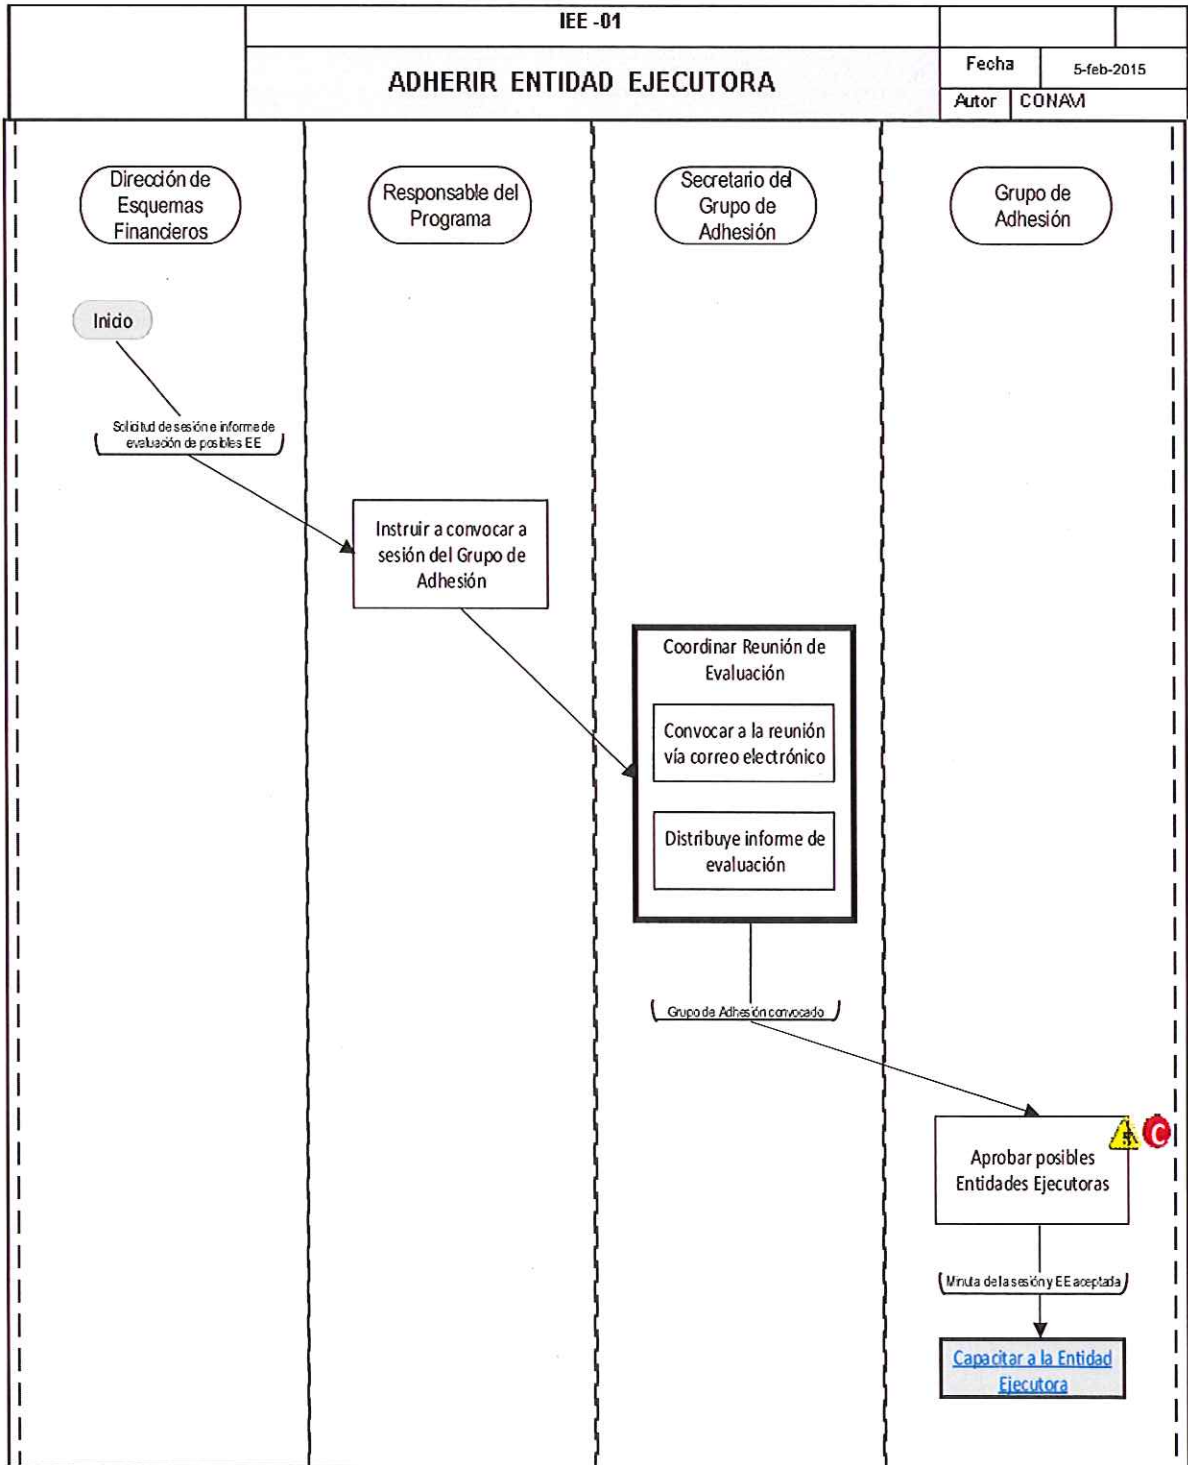 IEE -01
ADHERIR ENTIDAD EJECUTORA
Fecha
5-feb-2015
Autor
CONAVI
Dirección de
Esquemas
Financieros
Responsable del
Programa
Secretario del
Grupo de
Adhesión
Grupo de
Adhesión
Inicio
Solicitud de sesión e informe de
evaluación de posibles EE
Instruir a convocar a
sesión del Grupo de
Adhesión
Coordinar Reunión de
Evaluación
Convocar a la reunión
vía correo electrónico
Distribuye informe de
evaluación
Grupo de Adhesión convocado
C
Aprobar posibles
Entidades Ejecutoras
Minuta de la sesión y EE aceptada
Capacitar a la Entidad
Ejecutora